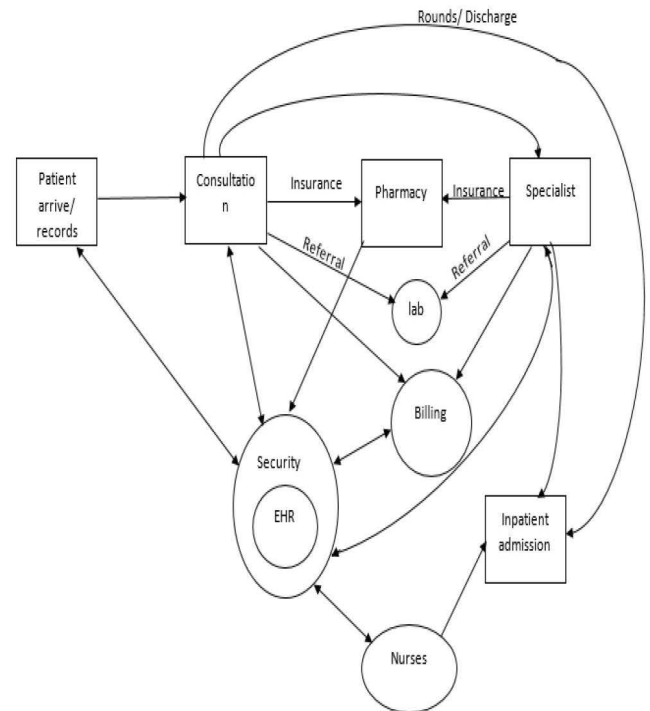 Rounds/ Discharge
Patient
arrive/
records
Consultatio
n
Insurance
Pharmacy
Insurance
Specialist
Referral
Referral
lab
Billing
Security
EHR
Inpatient
admission
Nurses